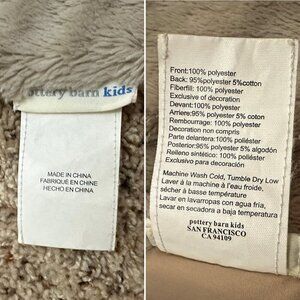 pottery barn kids
MADE IN CHINA
FABRIQUE EN CHINE
HECHO EN CHINA
Front:100% polyester
Back: 95%polyester 5%cotton
Fiberfill: 100% polyester
Exclusive of decoration
Devant:100% polyester
Arriere:95% polyester 5% coton
Rembourrage: 100% polyester
Decoration non compris
Parte delantera:100% poliéster
Posterior:95% poliester 5% algodón
Relleno sintético: 100% poliéster
Exclusivo para decoración
Machine Wash Cold, Tumble Dry Low
Laver à la machine à l'eau froide,
sécher à basse température
Lavar en lavarropas con agua fría,
secar en secadora a baja temperatura
pottery barn kids
SAN FRANCISCO
CA 94109